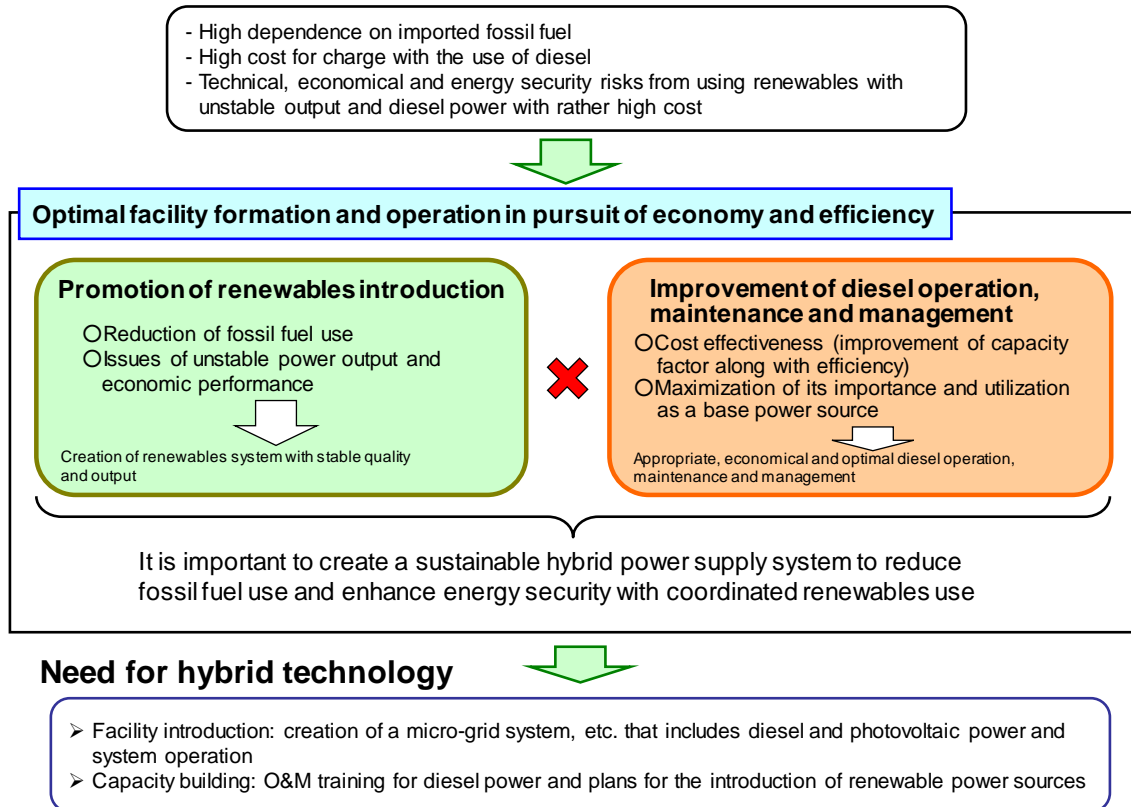 - High dependence on imported fossil fuel
- High cost for charge with the use of diesel
- Technical, economical and energy security risks from using renewables with
unstable output and diesel power with rather high cost
Optimal facility formation and operation in pursuit of economy and efficiency
Promotion of renewables introduction
○Reduction of fossil fuel use
○Issues of unstable power output and
economic performance
Creation of renewables system with stable quality
and output
Improvement of diesel operation,
maintenance and management
○Cost effectiveness (improvement of capacity
factor along with efficiency)
○Maximization of its importance and utilization
as a base power source
Appropriate, economical and optimal diesel operation,
maintenance and management
It is important to create a sustainable hybrid power supply system to reduce
fossil fuel use and enhance energy security with coordinated renewables use
Need for hybrid technology
➢ Facility introduction: creation of a micro-grid system, etc. that includes diesel and photovoltaic power and
system operation
➢ Capacity building: O&M training for diesel power and plans for the introduction of renewable power sources